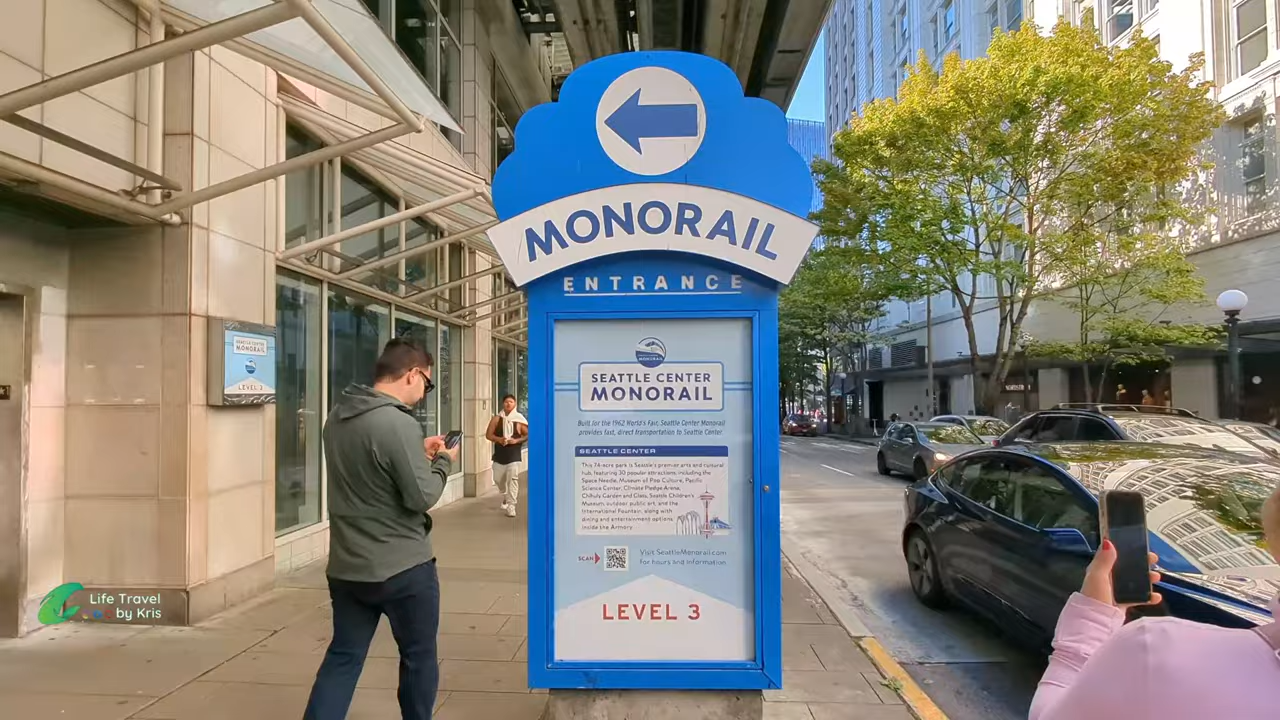 MONORAIL
ENTRANCE
SEATTLE CENTER
MONORAIL
Built for the 1962 World's Fair, Seattle Center Monorail
provides fast, direct transportation to Seattle Center.
SEATTLE CENTER
This 74-acre park is Seattle's premier arts and cultural
hub, featuring 30 popular attractions, including the
Space Needle, Museum of Pop Culture, Pacific
Science Center, Climate Pledge Arena,
Chihuly Garden and Glass, Seattle Children's
Museum, outdoor public art, and the
International Fountain, along with
dining and entertainment options
inside the Armory.
SCAN
Visit SeattleMonorail.com
for hours and information.
LEVEL 3
SEATTLE CENTER
MONORAIL
LEVEL 3
Life Travel
by Kris